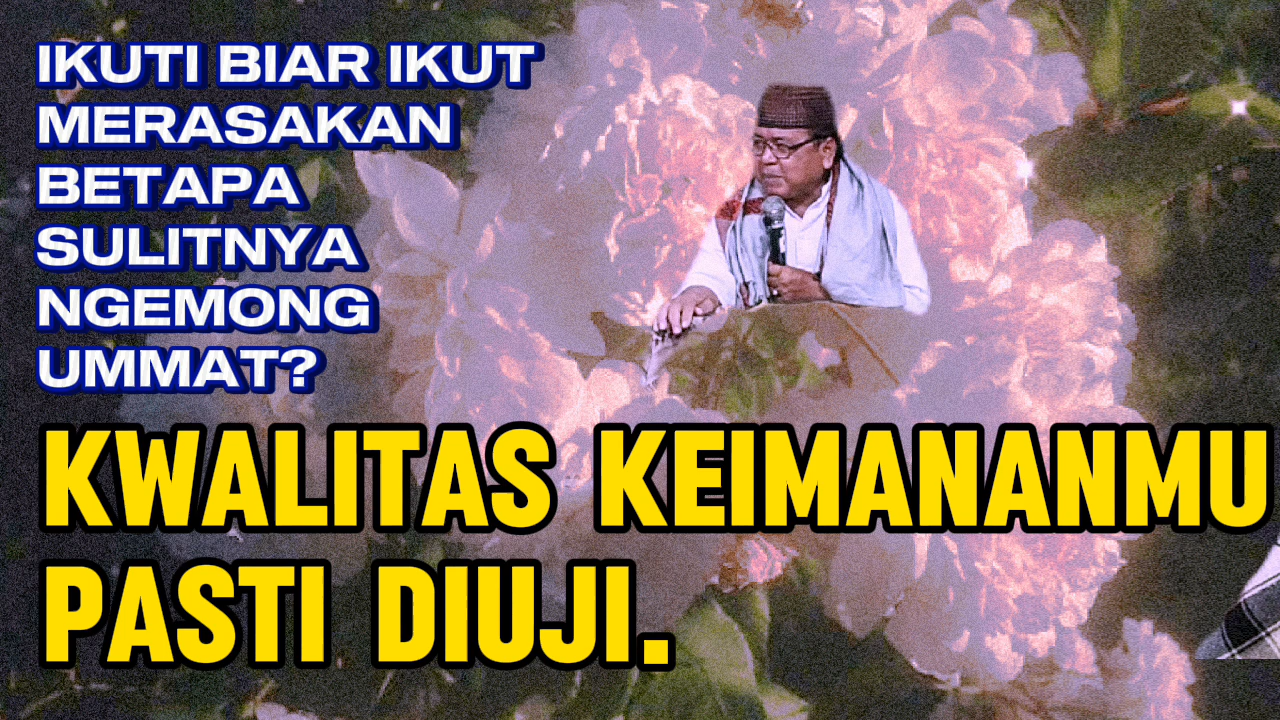 IKUTI BIAR IKUT
MERASAKAN
BETAPA
SULITNYA
NGEMONG
UMMAT?
KWALITAS KEIMANANMU
PASTI DIUJI.